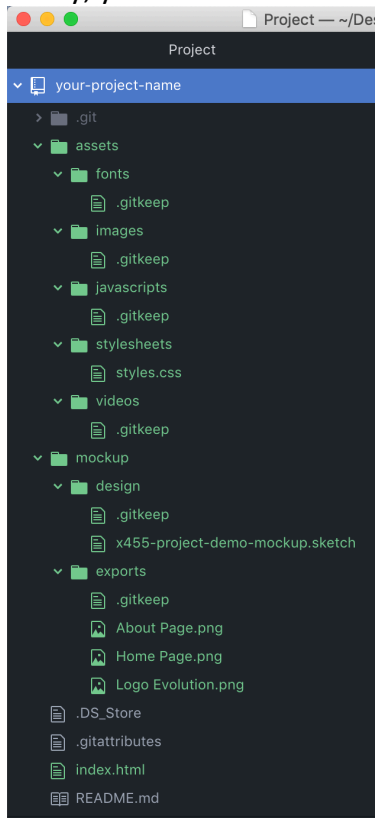 Project — ~/Des
Project
your-project-name
.git
assets
fonts
.gitkeep
images
.gitkeep
javascripts
.gitkeep
stylesheets
styles.css
videos
.gitkeep
mockup
design
.gitkeep
x455-project-demo-mockup.sketch
exports
.gitkeep
About Page.png
Home Page.png
Logo Evolution.png
.DS_Store
.gitattributes
index.html
README.md